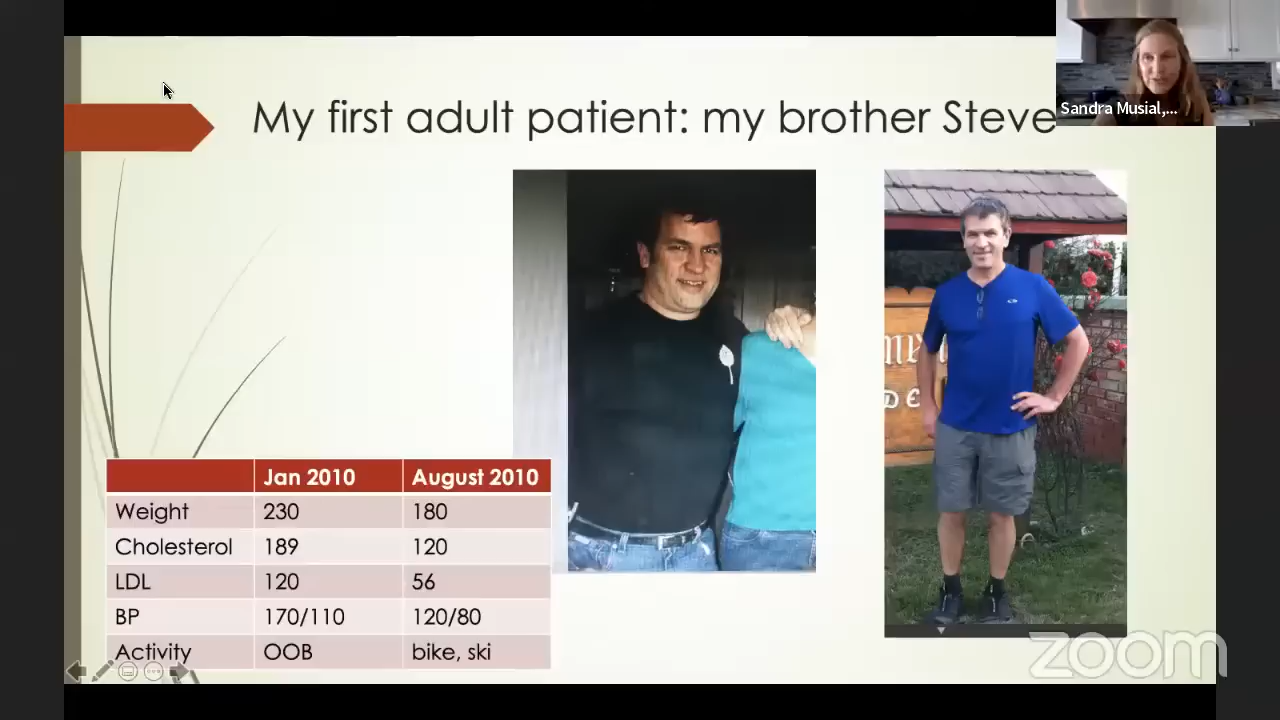 My first adult patient: my brother Steve
Sandra Musial,...
Jan 2010 August 2010
Weight 230 180
Cholesterol 189 120
LDL 120 56
BP 170/110 120/80
Activity OOB bike, ski
zoom